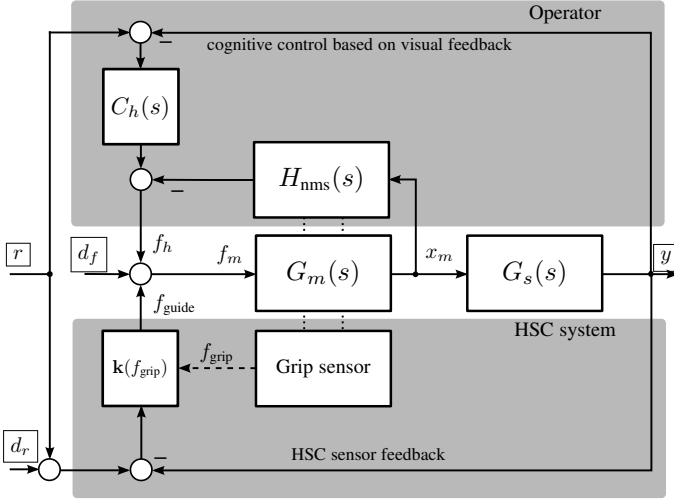 Operator
−
cognitive control based on visual feedback
C_h(s)
H_nms(s)
−
r
d_f
f_h
f_m
G_m(s)
x_m
G_s(s)
y
f_guide
HSC system
k(f_grip)
f_grip
Grip sensor
d_r
−
HSC sensor feedback